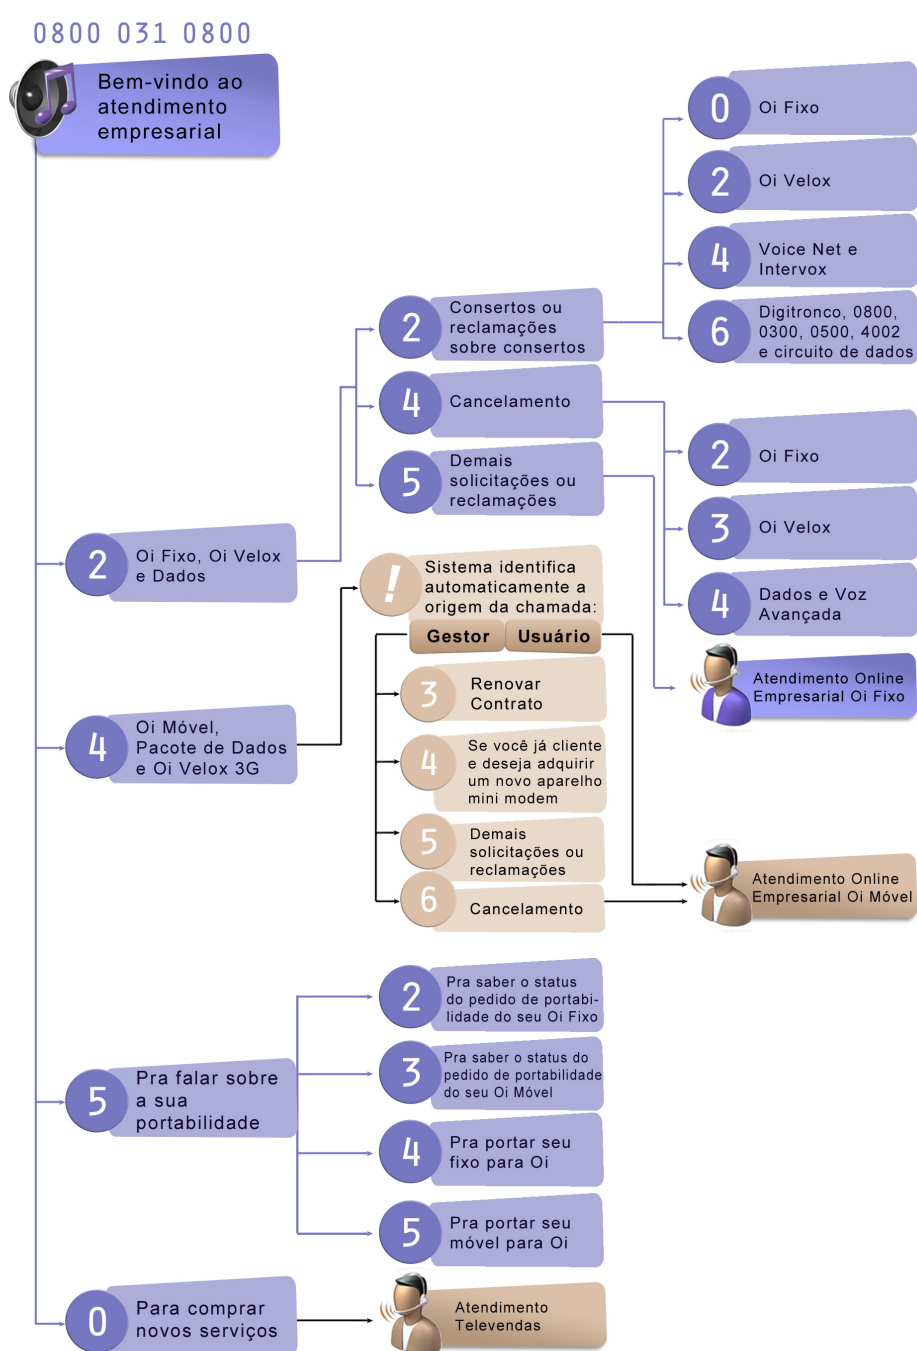 0800 031 0800
Bem-vindo ao
atendimento
empresarial
2
Oi Fixo, Oi Velox
e Dados
2
Consertos ou
reclamações
sobre consertos
0
Oi Fixo
2
Oi Velox
4
Voice Net e
Intervox
6
Digitronco, 0800,
0300, 0500, 4002
e circuito de dados
4
Cancelamento
2
Oi Fixo
3
Oi Velox
4
Dados e Voz
Avançada
5
Demais
solicitações ou
reclamações
Atendimento Online
Empresarial Oi Fixo
4
Oi Móvel,
Pacote de Dados
e Oi Velox 3G
!
Sistema identifica
automaticamente a
origem da chamada:
Gestor Usuário
3
Renovar
Contrato
4
Se você já cliente
e deseja adquirir
um novo aparelho
mini modem
5
Demais
solicitações ou
reclamações
6
Cancelamento
Atendimento Online
Empresarial Oi Móvel
5
Pra falar sobre
a sua
portabilidade
2
Pra saber o status
do pedido de portabi-
lidade do seu Oi Fixo
3
Pra saber o status do
pedido de portabilidade
do seu Oi Móvel
4
Pra portar seu
fixo para Oi
5
Pra portar seu
móvel para Oi
0
Para comprar
novos serviços
Atendimento
Televendas